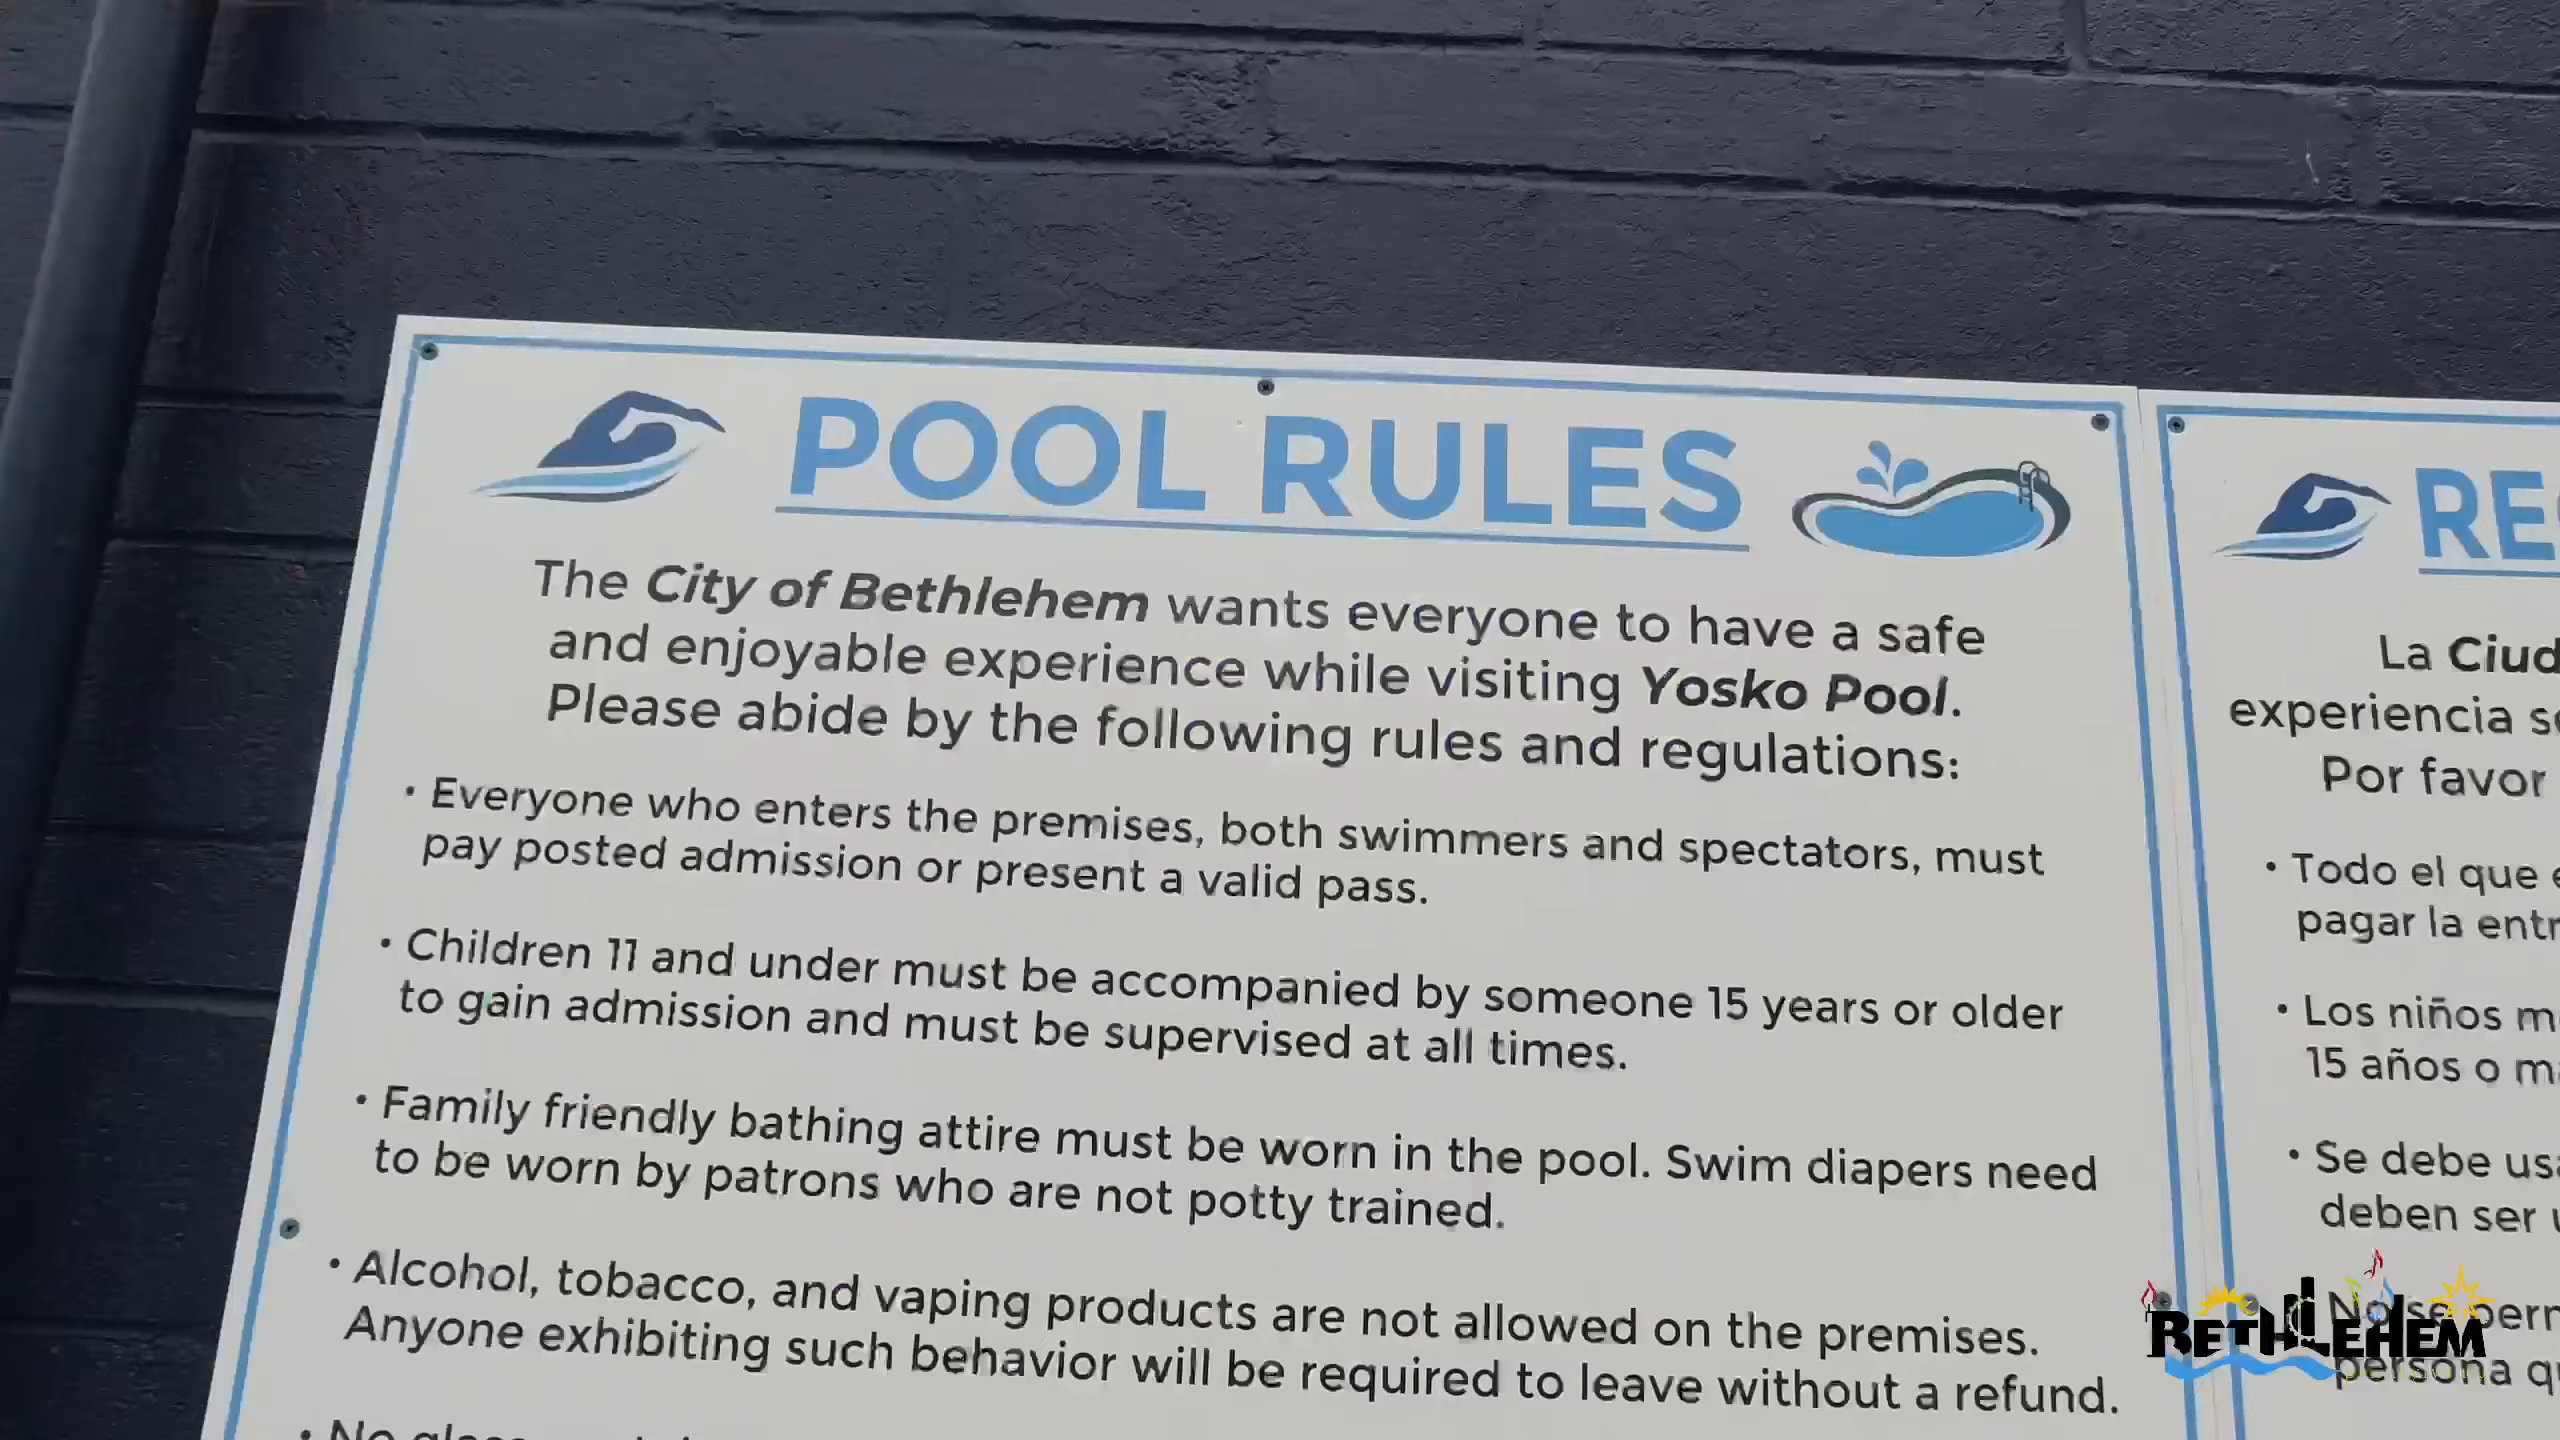 POOL RULES
The City of Bethlehem wants everyone to have a safe
and enjoyable experience while visiting Yosko Pool.
Please abide by the following rules and regulations:
• Everyone who enters the premises, both swimmers and spectators, must
pay posted admission or present a valid pass.
• Children 11 and under must be accompanied by someone 15 years or older
to gain admission and must be supervised at all times.
• Family friendly bathing attire must be worn in the pool. Swim diapers need
to be worn by patrons who are not potty trained.
• Alcohol, tobacco, and vaping products are not allowed on the premises.
Anyone exhibiting such behavior will be required to leave without a refund.
• No
RE
La Ciud
experiencia
Por favor
• Todo el que
pagar la entr
• Los niños
15 años o
• Se debe
deben ser
No se
persona
BETHLEHEM